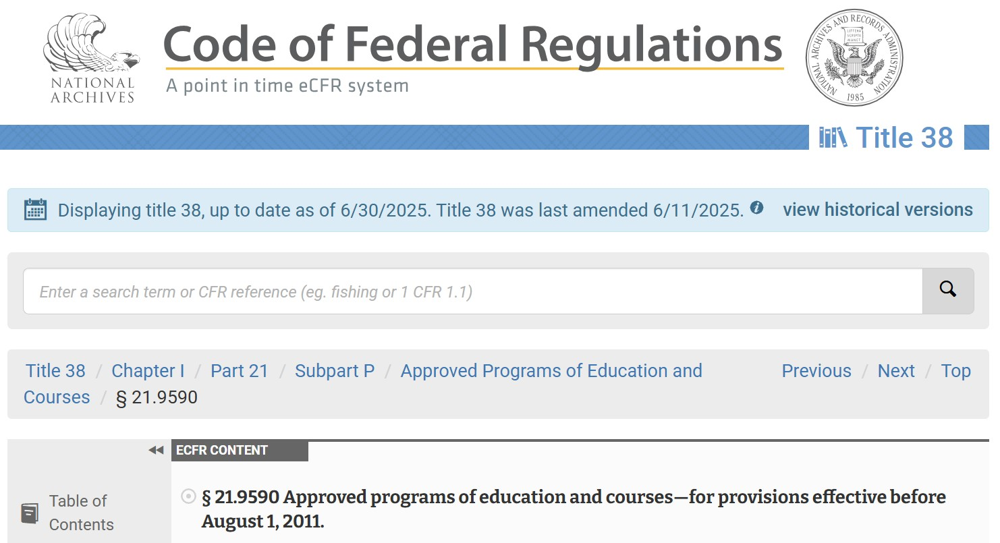 Code of Federal Regulations
A point in time eCFR system
NATIONAL
ARCHIVES
NATIONAL ARCHIVES AND RECORDS ADMINISTRATION
LITTERA
SCRIPTA
MANET
1985
Title 38
Displaying title 38, up to date as of 6/30/2025. Title 38 was last amended 6/11/2025. view historical versions
Enter a search term or CFR reference (eg. fishing or 1 CFR 1.1)
Title 38 / Chapter I / Part 21 / Subpart P / Approved Programs of Education and
Courses / § 21.9590
Previous / Next / Top
ECFR CONTENT
Table of
Contents
§ 21.9590 Approved programs of education and courses—for provisions effective before
August 1, 2011.